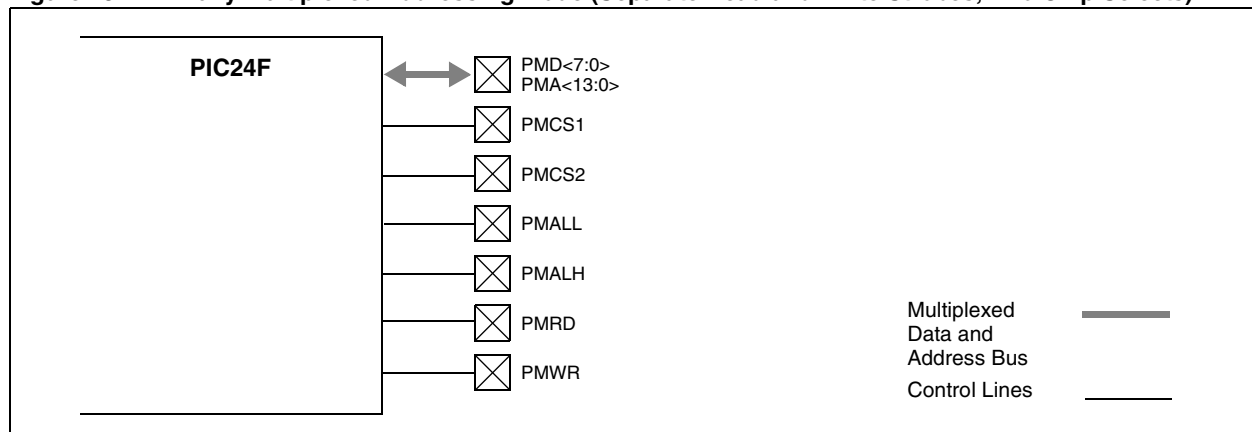 PIC24F
PMD<7:0>
PMA<13:0>
PMCS1
PMCS2
PMALL
PMALH
PMRD
PMWR
Multiplexed
Data and
Address Bus
Control Lines